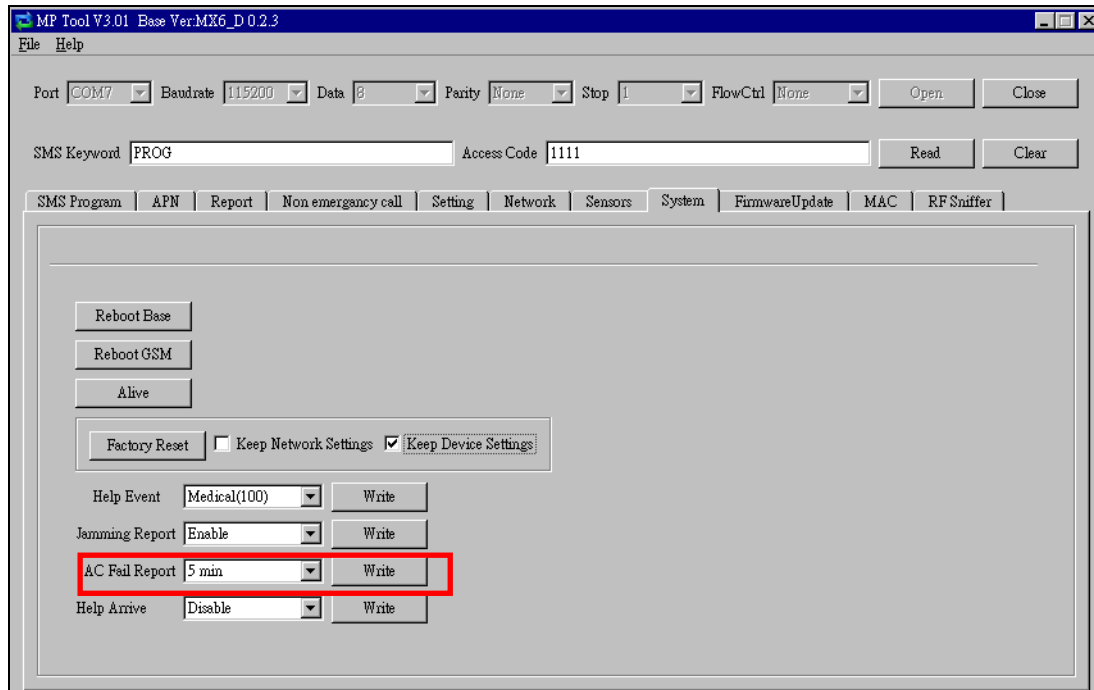 MP Tool V3.01 Base Ver:MX6_D 0.2.3
File Help
Port COM7 Baudrate 115200 Data 8 Parity None Stop 1 FlowCtrl None Open Close
SMS Keyword PROG Access Code 1111 Read Clear
SMS Program APN Report Non emergancy call Setting Network Sensors System FirmwareUpdate MAC RF Sniffer
Reboot Base
Reboot GSM
Alive
Factory Reset Keep Network Settings Keep Device Settings
Help Event Medical(100) Write
Jamming Report Enable Write
AC Fail Report 5 min Write
Help Arrive Disable Write